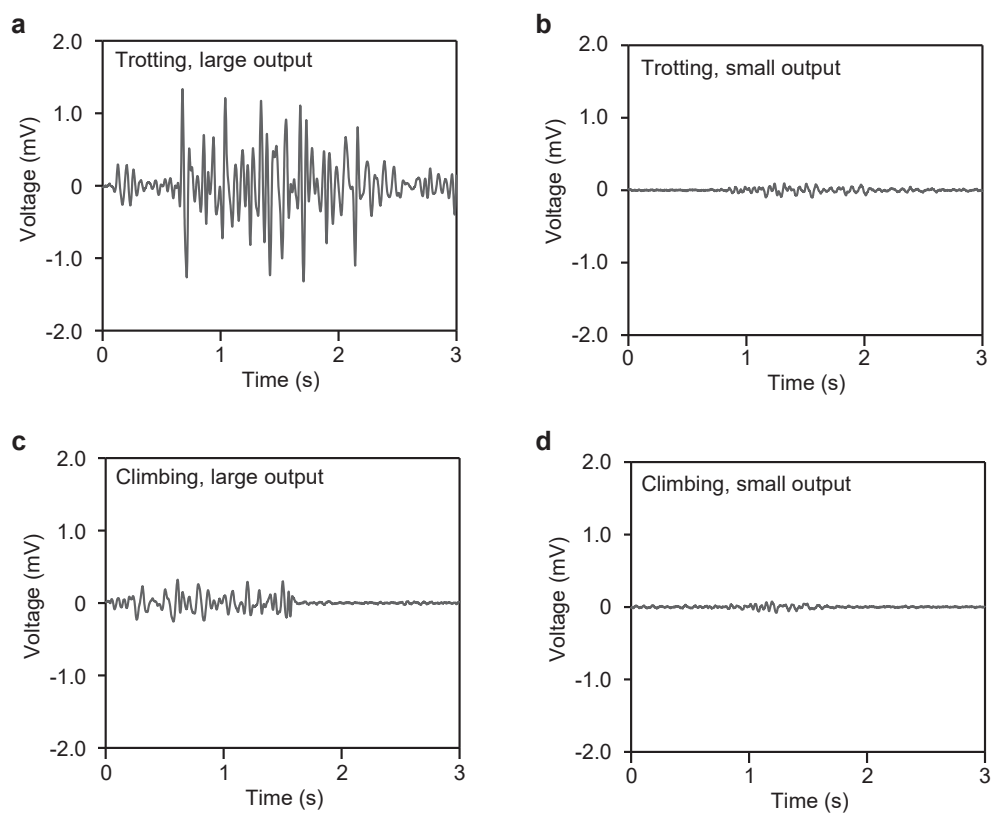 a
2.0
Trotting, large output
1.0
Voltage (mV)
0
-1.0
-2.0
0 1 2 3
Time (s)
b
2.0
Trotting, small output
1.0
Voltage (mV)
0
-1.0
-2.0
0 1 2 3
Time (s)
c
2.0
Climbing, large output
1.0
Voltage (mV)
0
-1.0
-2.0
0 1 2 3
Time (s)
d
2.0
Climbing, small output
1.0
Voltage (mV)
0
-1.0
-2.0
0 1 2 3
Time (s)